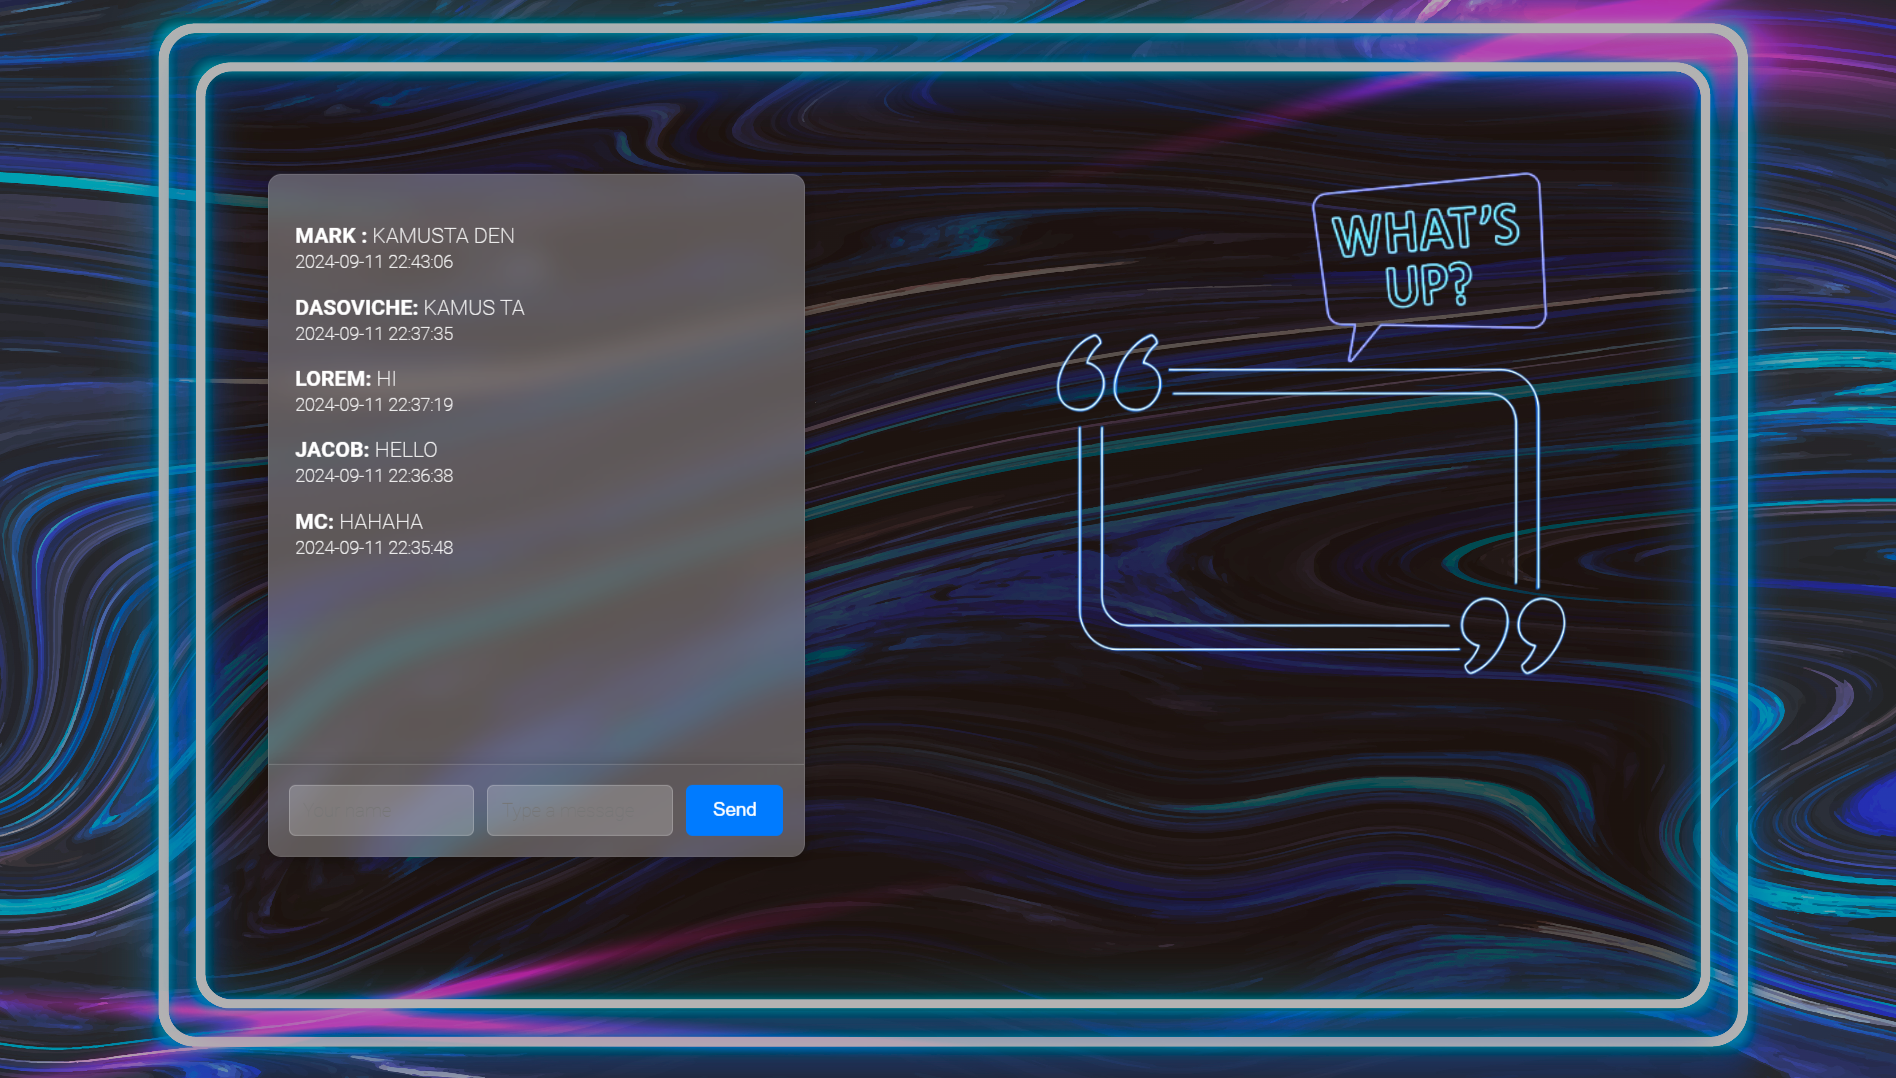 MARK : KAMUSTA DEN
2024-09-11 22:43:06
DASOVICHE: KAMUS TA
2024-09-11 22:37:35
LOREM: HI
2024-09-11 22:37:19
JACOB: HELLO
2024-09-11 22:36:38
MC: HAHAHA
2024-09-11 22:35:48
Your name
Type a message
Send
WHAT'S
UP?